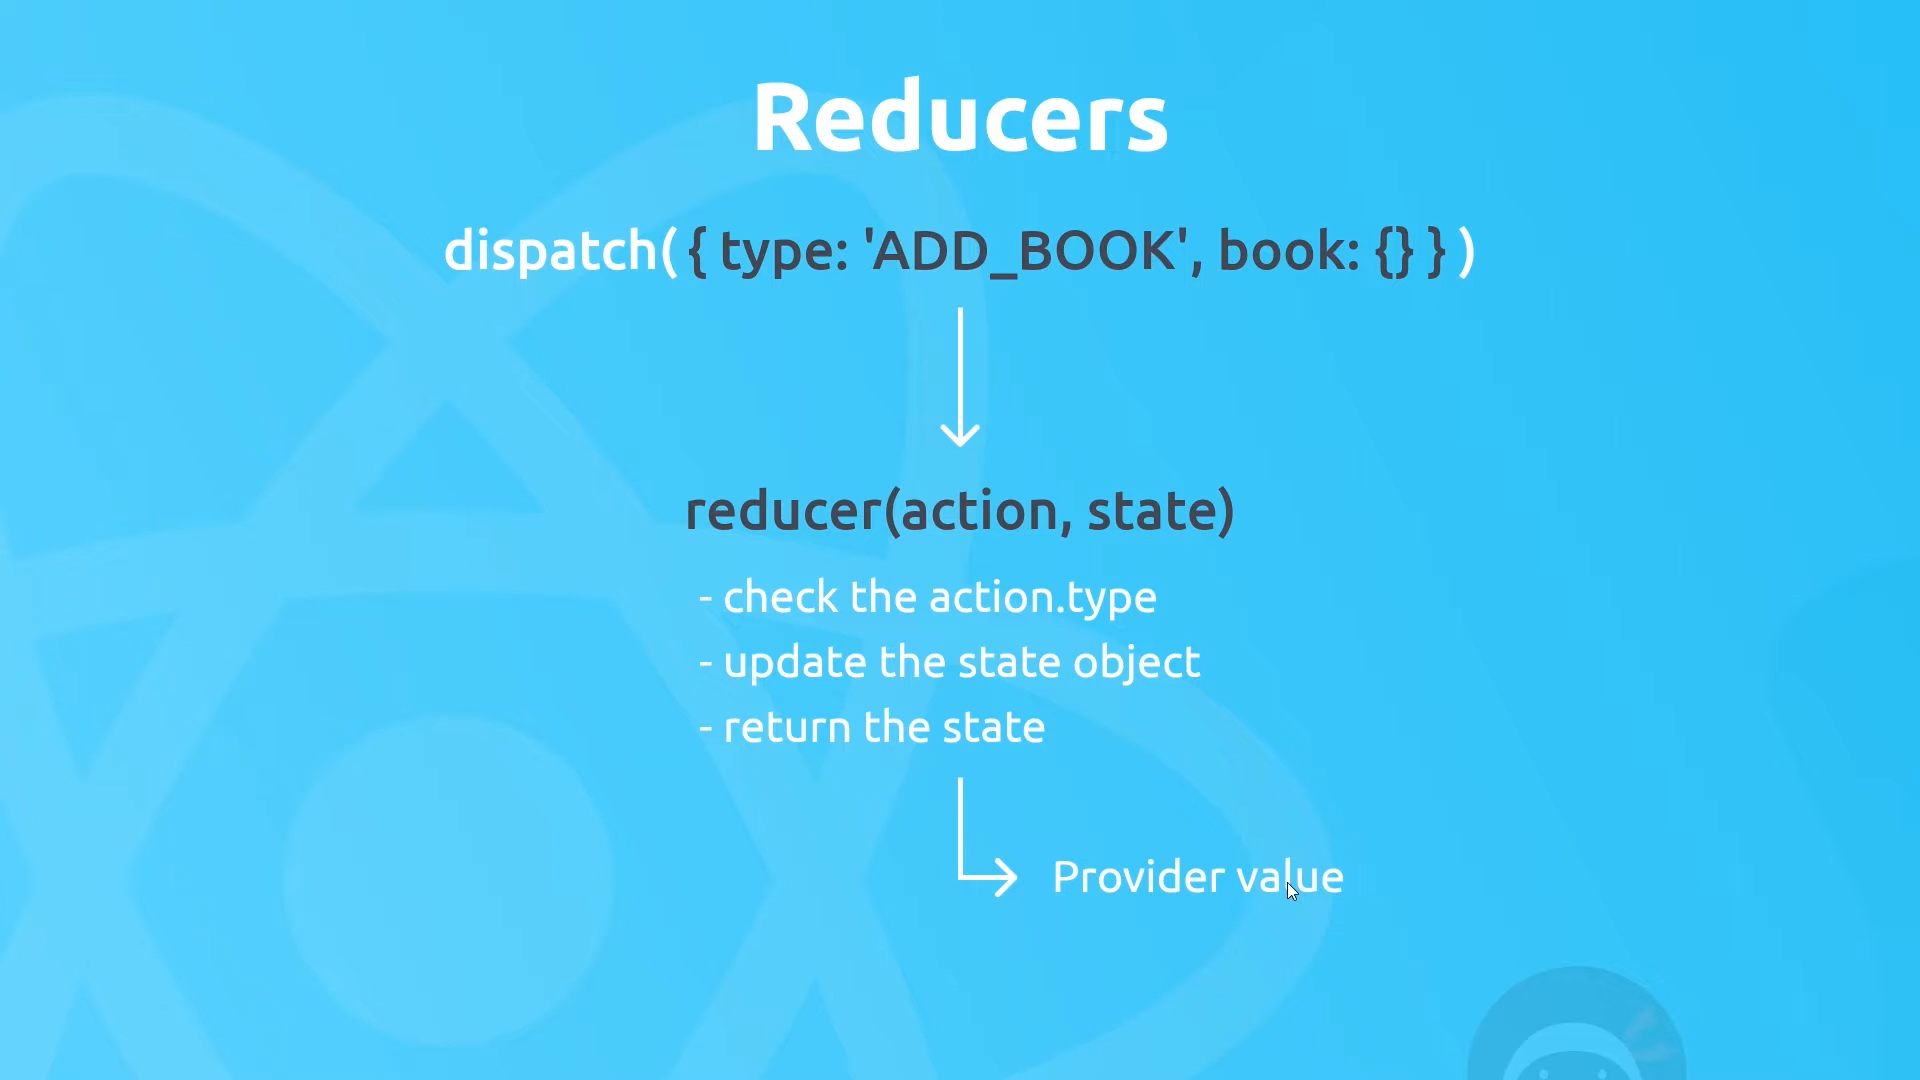 Reducers
dispatch( { type: 'ADD_BOOK', book: {} } )
reducer(action, state)
- check the action.type
- update the state object
- return the state
Provider value